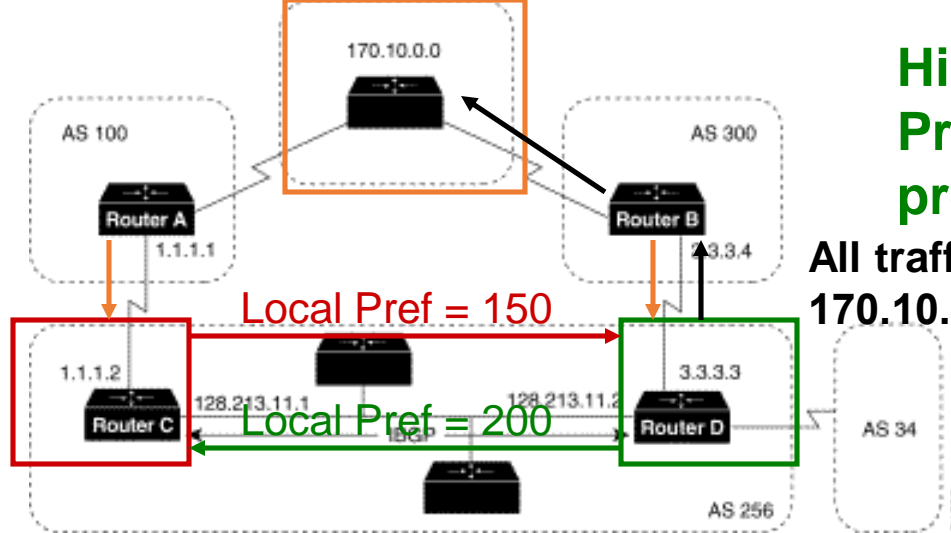 170.10.0.0
Hi
Pr
pr
AS 100
AS 300
Router A
Router B
1.1.1.1
3.3.3.4
All traff
170.10.
Local Pref = 150
1.1.1.2
3.3.3.3
128.213.11.1
128.213.11.2
Router C
Local Pref = 200
IBGP
Router D
AS 34
AS 256